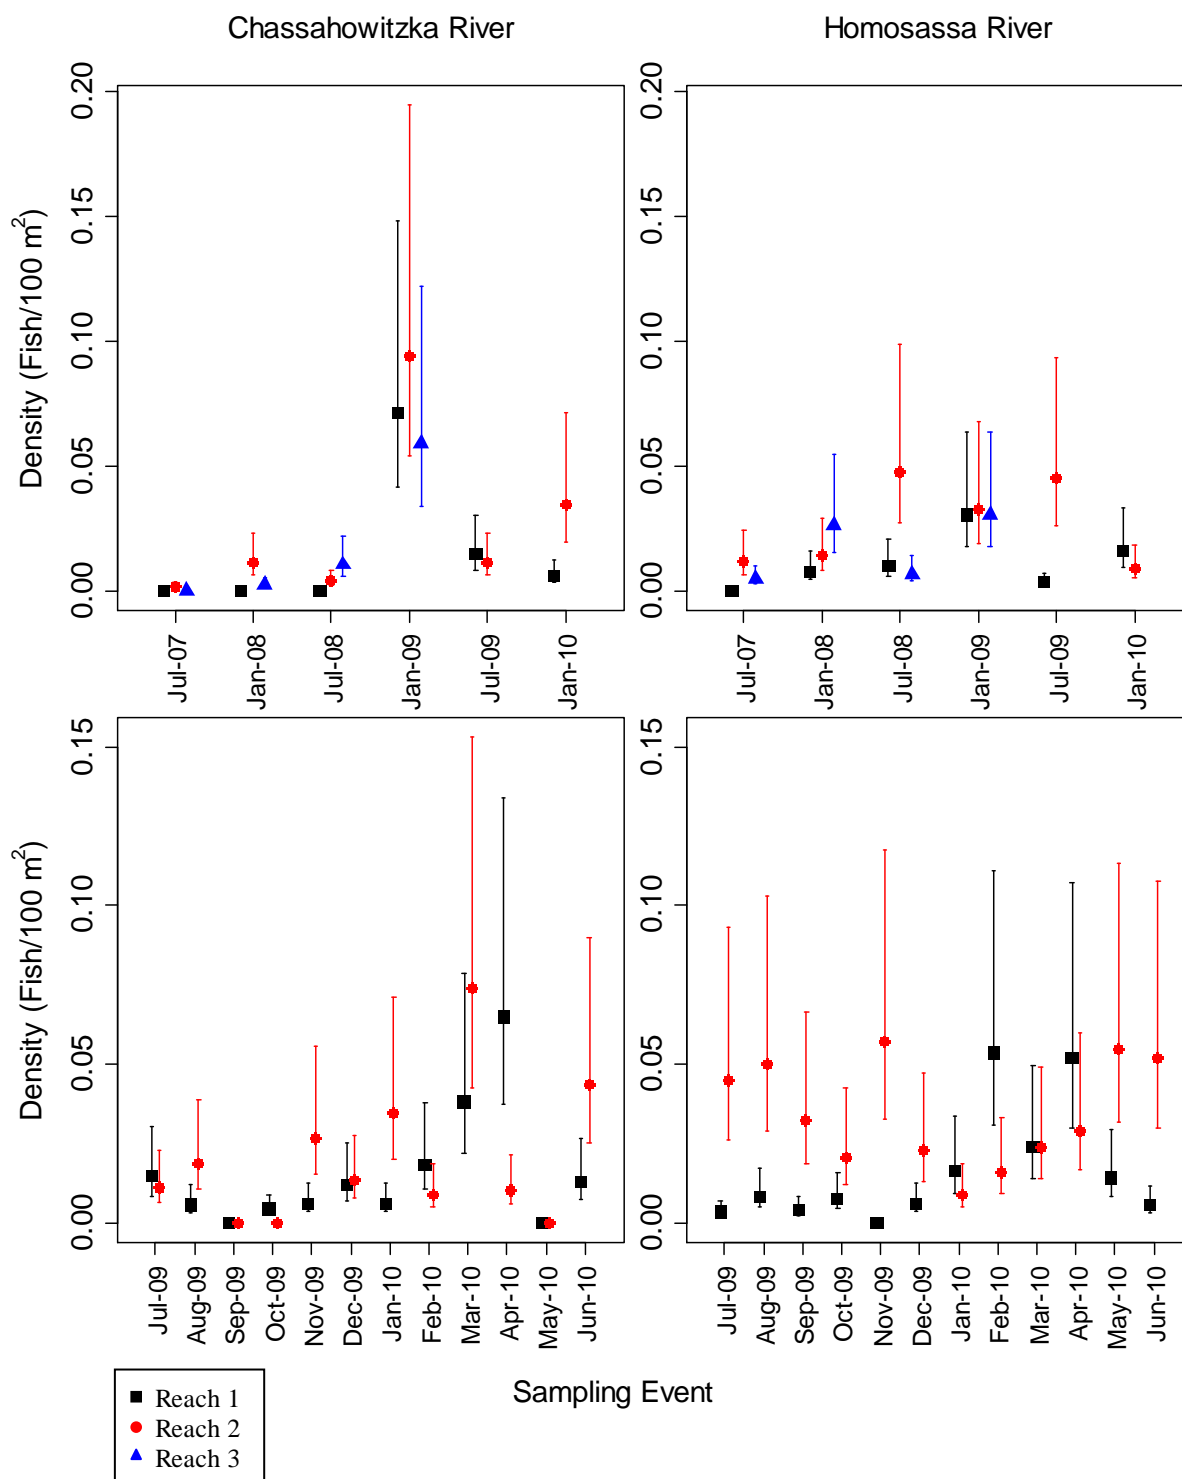 Chassahowitzka River
Homosassa River
Density (Fish/100 m²)
0.20
0.15
0.10
0.05
0.00
Jul-07
Jan-08
Jul-08
Jan-09
Jul-09
Jan-10
0.20
0.15
0.10
0.05
0.00
Jul-07
Jan-08
Jul-08
Jan-09
Jul-09
Jan-10
Density (Fish/100 m²)
0.15
0.10
0.05
0.00
Jul-09
Aug-09
Sep-09
Oct-09
Nov-09
Dec-09
Jan-10
Feb-10
Mar-10
Apr-10
May-10
Jun-10
0.15
0.10
0.05
0.00
Jul-09
Aug-09
Sep-09
Oct-09
Nov-09
Dec-09
Jan-10
Feb-10
Mar-10
Apr-10
May-10
Jun-10
Sampling Event
Reach 1
Reach 2
Reach 3